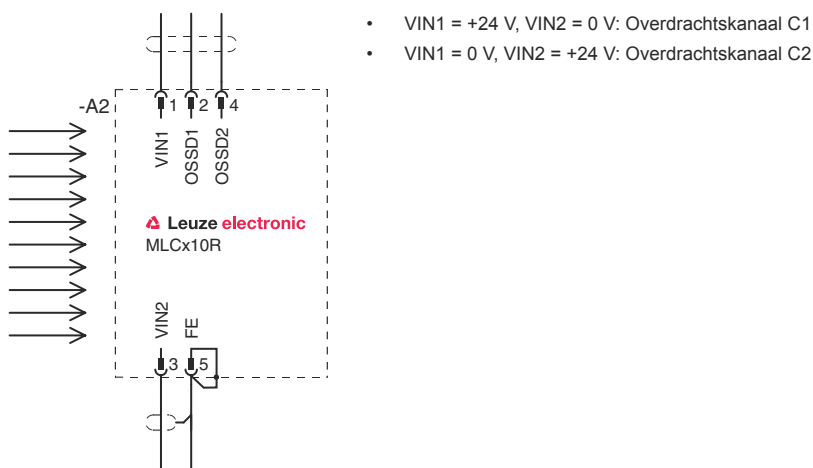 • VIN1 = +24 V, VIN2 = 0 V: Overdrachtskanaal C1
• VIN1 = 0 V, VIN2 = +24 V: Overdrachtskanaal C2
-A2
1 2 4
VIN1 OSSD1 OSSD2
Leuze electronic
MLCx10R
VIN2 FE
3 5